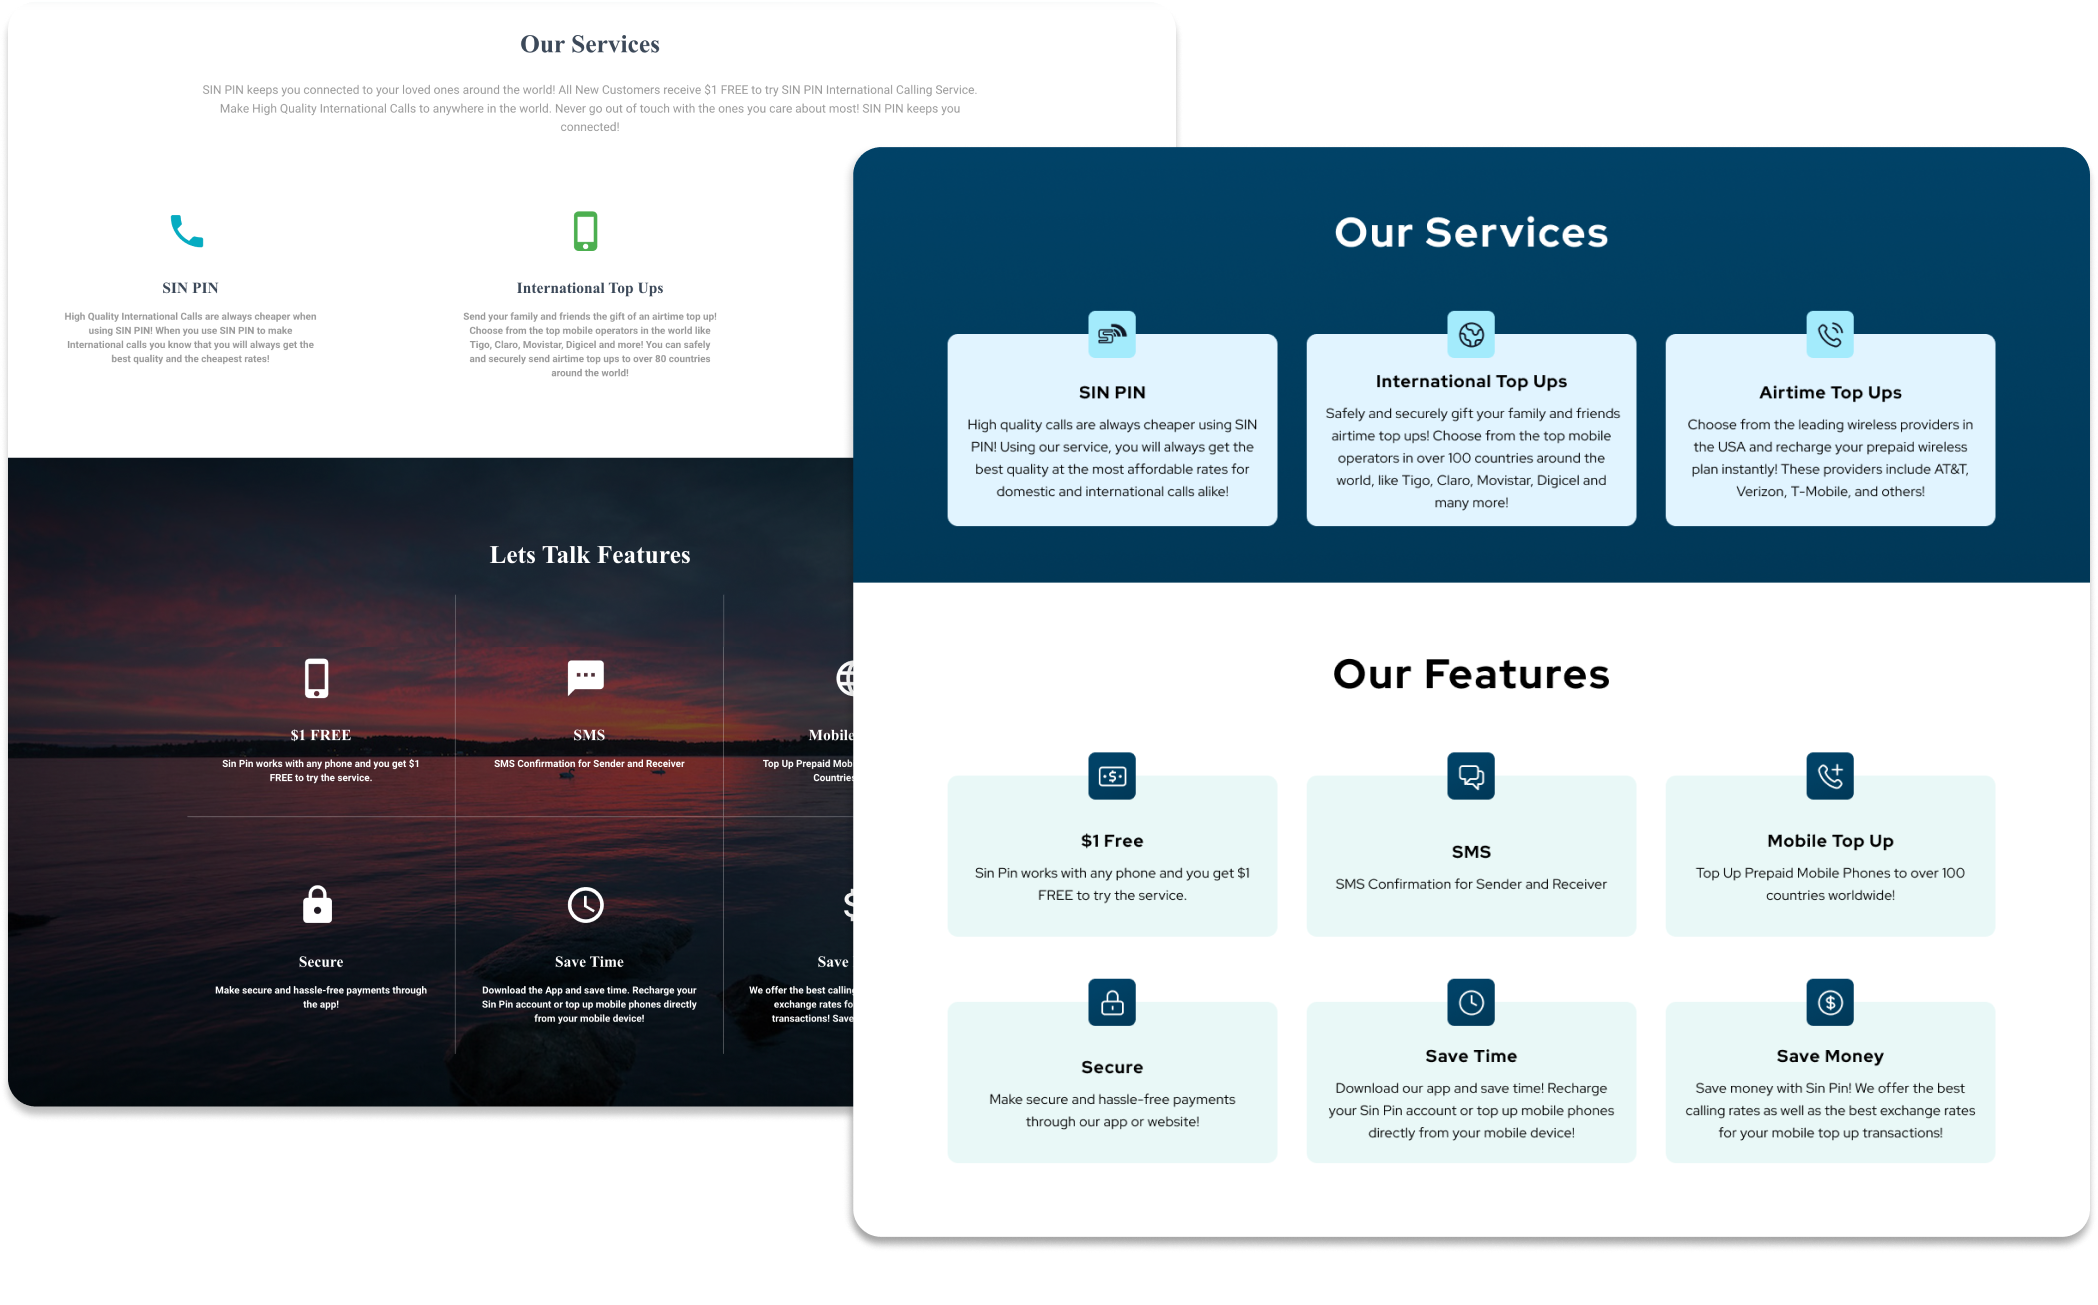 Our Services
SIN PIN keeps you connected to your loved ones around the world! All New Customers receive $1 FREE to try SIN PIN International Calling Service.
Make High Quality International Calls to anywhere in the world. Never go out of touch with the ones you care about most! SIN PIN keeps you
connected!
SIN PIN
High Quality International Calls are always cheaper when
using SIN PIN! When you use SIN PIN to make
International calls you know that you will always get the
best quality and the cheapest rates!
International Top Ups
Send your family and friends the gift of an airtime top up!
Choose from the top mobile operators in the world like
Tigo, Claro, Movistar, Digicel and more! You can safely
and securely send airtime top ups to over 80 countries
around the world!
Lets Talk Features
$1 FREE
Sin Pin works with any phone and you get $1
FREE to try the service.
SMS
SMS Confirmation for Sender and Receiver
Mobile
Top Up Prepaid Mob
Countries
Secure
Make secure and hassle-free payments through
the app!
Save Time
Download the App and save time. Recharge your
Sin Pin account or top up mobile phones directly
from your mobile device!
Save
We offer the best calling
exchange rates fo
transactions! Save
Our Services
SIN PIN
High quality calls are always cheaper using SIN
PIN! Using our service, you will always get the
best quality at the most affordable rates for
domestic and international calls alike!
International Top Ups
Safely and securely gift your family and friends
airtime top ups! Choose from the top mobile
operators in over 100 countries around the
world, like Tigo, Claro, Movistar, Digicel and
many more!
Airtime Top Ups
Choose from the leading wireless providers in
the USA and recharge your prepaid wireless
plan instantly! These providers include AT&T,
Verizon, T-Mobile, and others!
Our Features
$1 Free
Sin Pin works with any phone and you get $1
FREE to try the service.
SMS
SMS Confirmation for Sender and Receiver
Mobile Top Up
Top Up Prepaid Mobile Phones to over 100
countries worldwide!
Secure
Make secure and hassle-free payments
through our app or website!
Save Time
Download our app and save time! Recharge
your Sin Pin account or top up mobile phones
directly from your mobile device!
Save Money
Save money with Sin Pin! We offer the best
calling rates as well as the best exchange rates
for your mobile top up transactions!